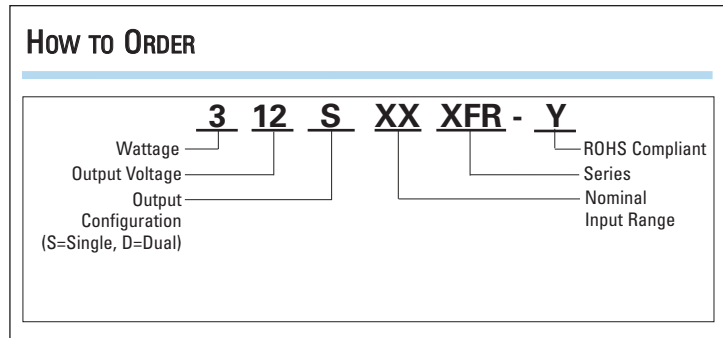 HOW TO ORDER
3 12 S XX XFR - Y
Wattage
Output Voltage
Output
Configuration
(S=Single, D=Dual)
ROHS Compliant
Series
Nominal
Input Range